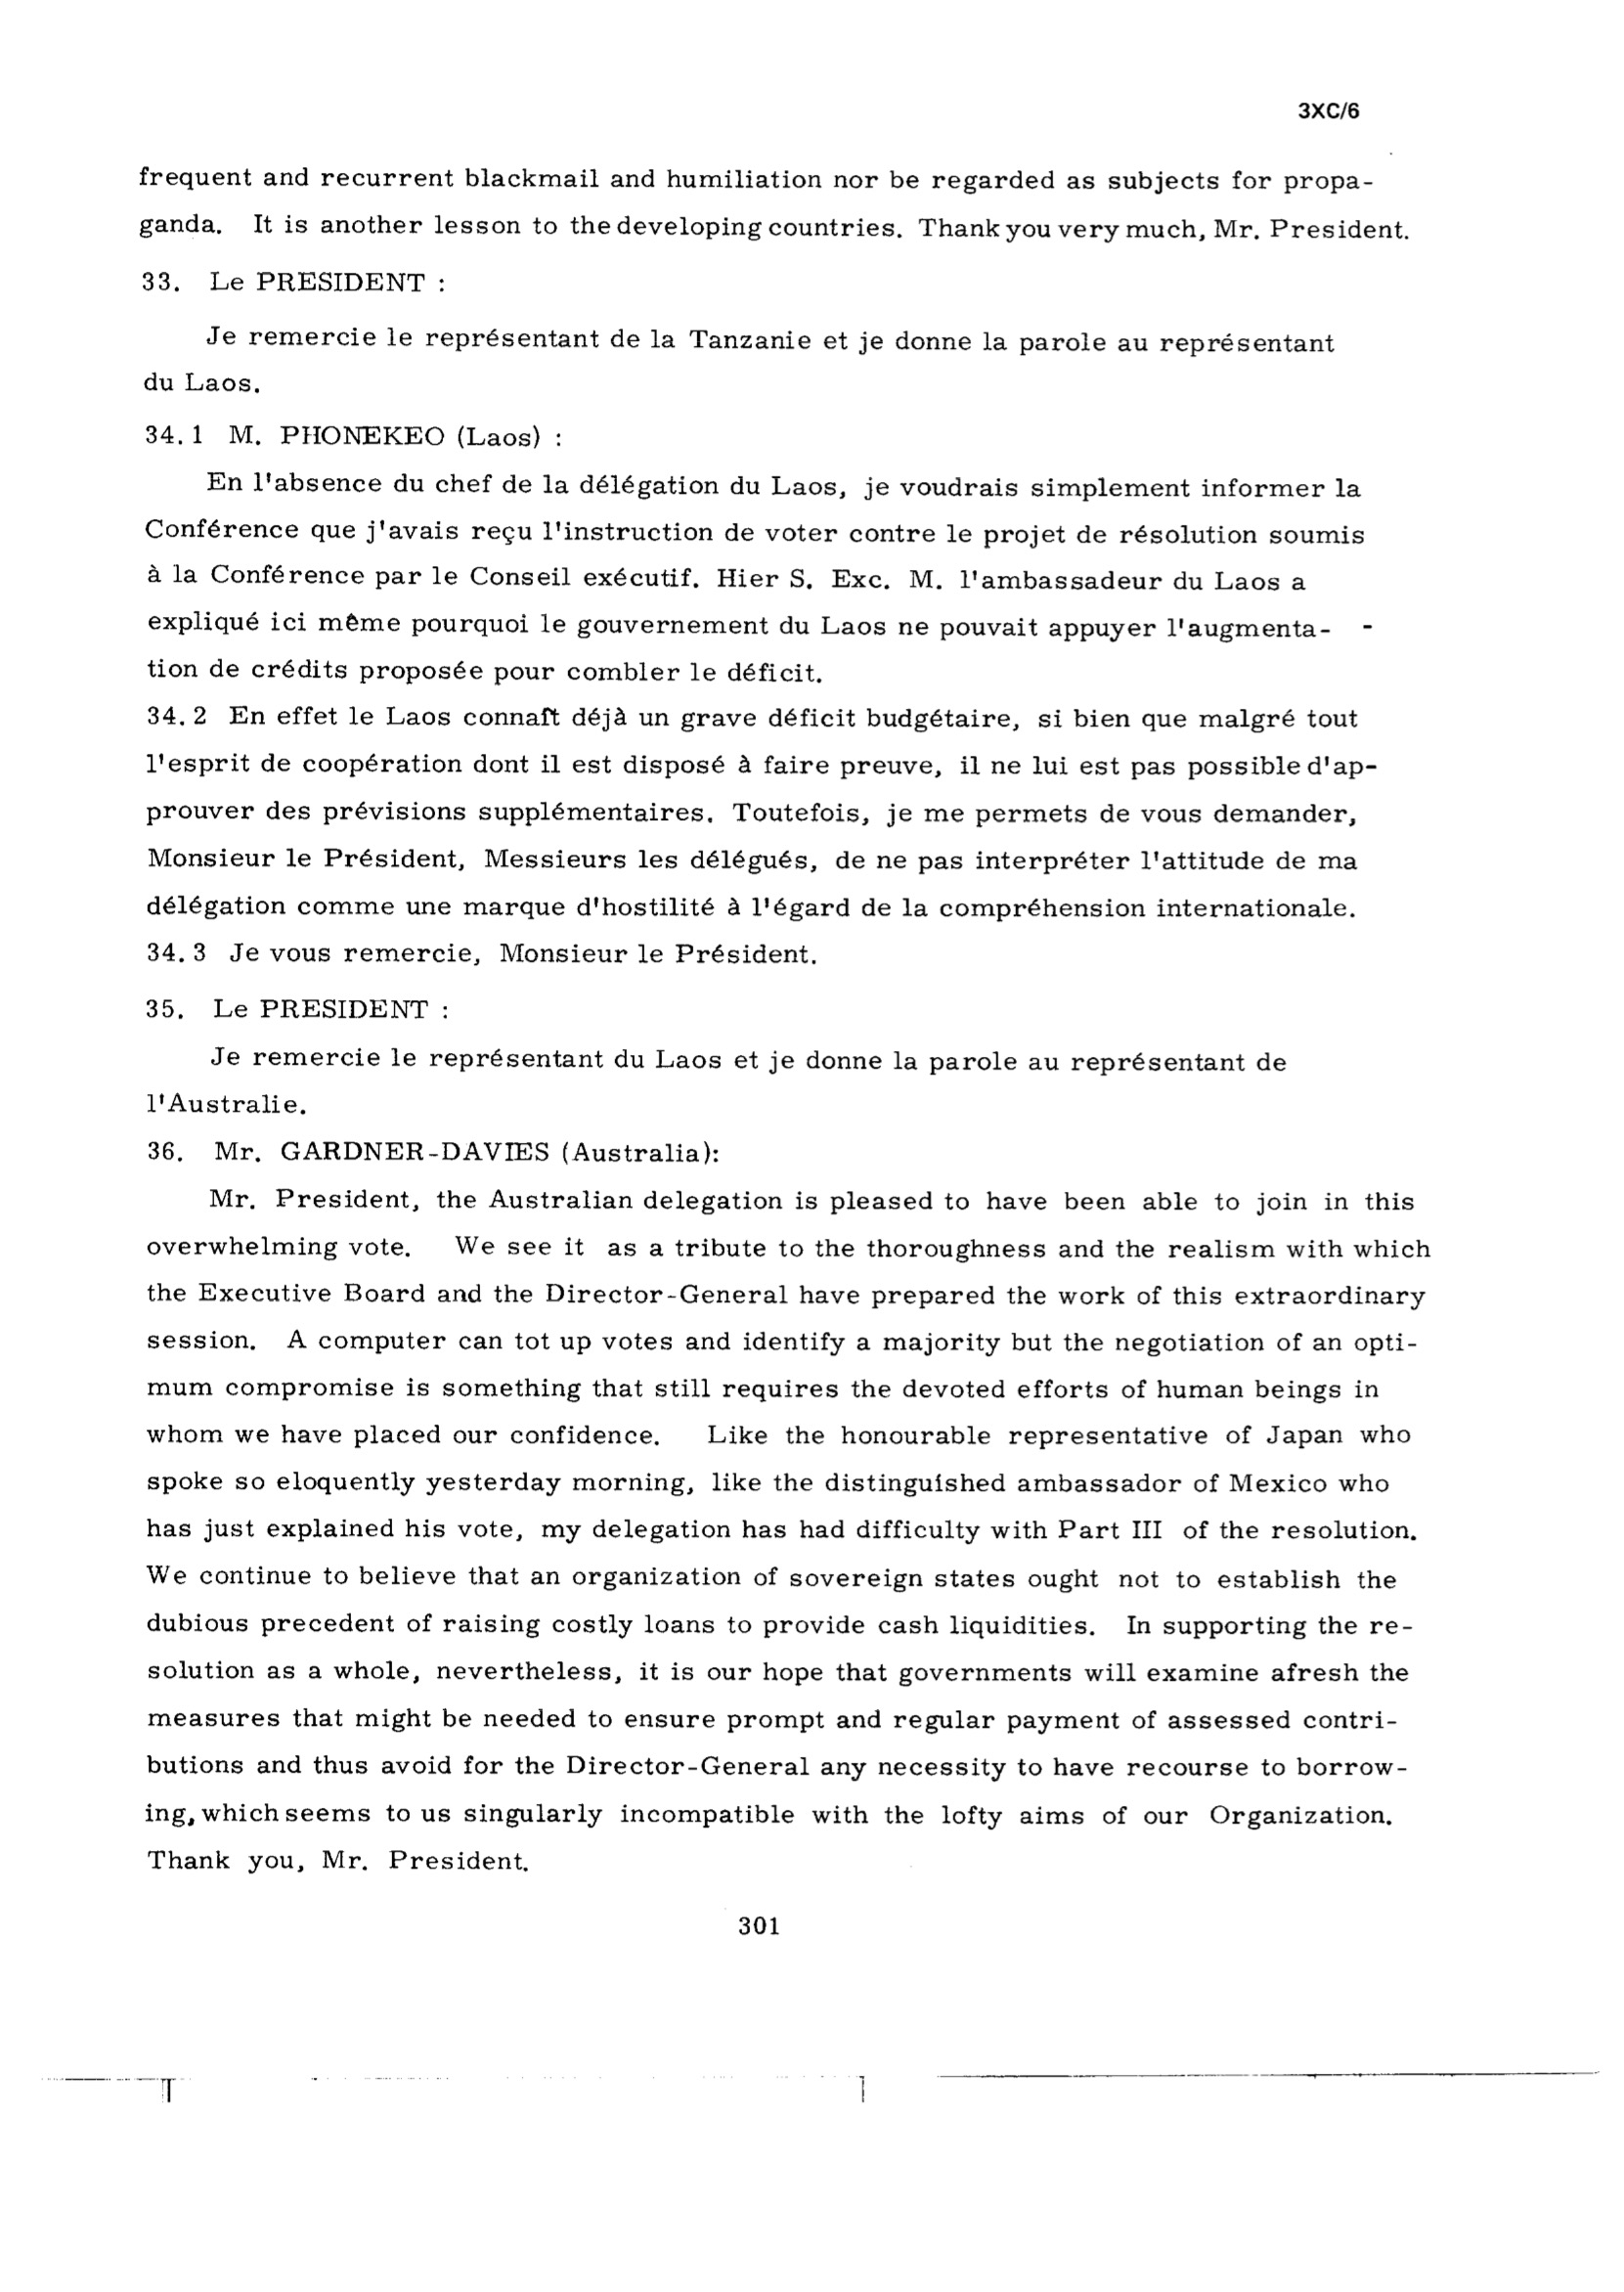 3XC/6
frequent and recurrent blackmail and humiliation nor be regarded as subjects for propa-
ganda. It is another lesson to the developing countries. Thank you very much, Mr. President.
33. Le PRESIDENT :
Je remercie le représentant de la Tanzanie et je donne la parole au représentant
du Laos.
34.1 M. PHONEKEO (Laos) :
En l'absence du chef de la délégation du Laos, je voudrais simplement informer la
Conférence que j'avais reçu l'instruction de voter contre le projet de résolution soumis
à la Conférence par le Conseil exécutif. Hier S. Exc. M. l'ambassadeur du Laos a
expliqué ici même pourquoi le gouvernement du Laos ne pouvait appuyer l'augmenta-
tion de crédits proposée pour combler le déficit.
34.2 En effet le Laos connaît déjà un grave déficit budgétaire, si bien que malgré tout
l'esprit de coopération dont il est disposé à faire preuve, il ne lui est pas possible d'ap-
prouver des prévisions supplémentaires. Toutefois, je me permets de vous demander,
Monsieur le Président, Messieurs les délégués, de ne pas interpréter l'attitude de ma
délégation comme une marque d'hostilité à l'égard de la compréhension internationale.
34.3 Je vous remercie, Monsieur le Président.
35. Le PRESIDENT :
Je remercie le représentant du Laos et je donne la parole au représentant de
l'Australie.
36. Mr. GARDNER-DAVIES (Australia):
Mr. President, the Australian delegation is pleased to have been able to join in this
overwhelming vote. We see it as a tribute to the thoroughness and the realism with which
the Executive Board and the Director-General have prepared the work of this extraordinary
session. A computer can tot up votes and identify a majority but the negotiation of an opti-
mum compromise is something that still requires the devoted efforts of human beings in
whom we have placed our confidence. Like the honourable representative of Japan who
spoke so eloquently yesterday morning, like the distinguished ambassador of Mexico who
has just explained his vote, my delegation has had difficulty with Part III of the resolution.
We continue to believe that an organization of sovereign states ought not to establish the
dubious precedent of raising costly loans to provide cash liquidities. In supporting the re-
solution as a whole, nevertheless, it is our hope that governments will examine afresh the
measures that might be needed to ensure prompt and regular payment of assessed contri-
butions and thus avoid for the Director-General any necessity to have recourse to borrow-
ing, which seems to us singularly incompatible with the lofty aims of our Organization.
Thank you, Mr. President.
301